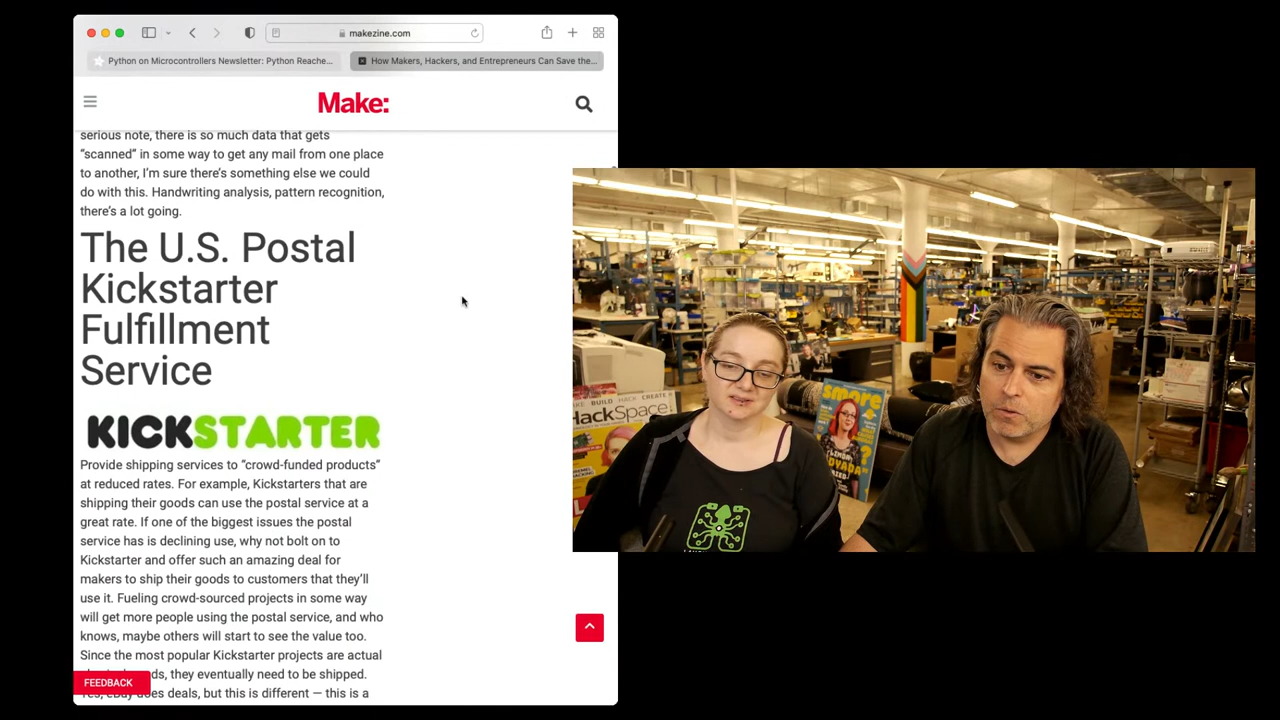 makezine.com
Python on Microcontrollers Newsletter: Python Reache...
How Makers, Hackers, and Entrepreneurs Can Save the...
Make:
serious note, there is so much data that gets
“scanned” in some way to get any mail from one place
to another, I’m sure there’s something else we could
do with this. Handwriting analysis, pattern recognition,
there’s a lot going.
The U.S. Postal
Kickstarter
Fulfillment
Service
KICKSTARTER
Provide shipping services to “crowd-funded products”
at reduced rates. For example, Kickstarters that are
shipping their goods can use the postal service at a
great rate. If one of the biggest issues the postal
service has is declining use, why not bolt on to
Kickstarter and offer such an amazing deal for
makers to ship their goods to customers that they’ll
use it. Fueling crowd-sourced projects in some way
will get more people using the postal service, and who
knows, maybe others will start to see the value too.
Since the most popular Kickstarter projects are actual
they eventually need to be shipped.
does deals, but this is different — this is a
FEEDBACK
BUILD HACK CREATE
HackSpace
smore
LIMOR